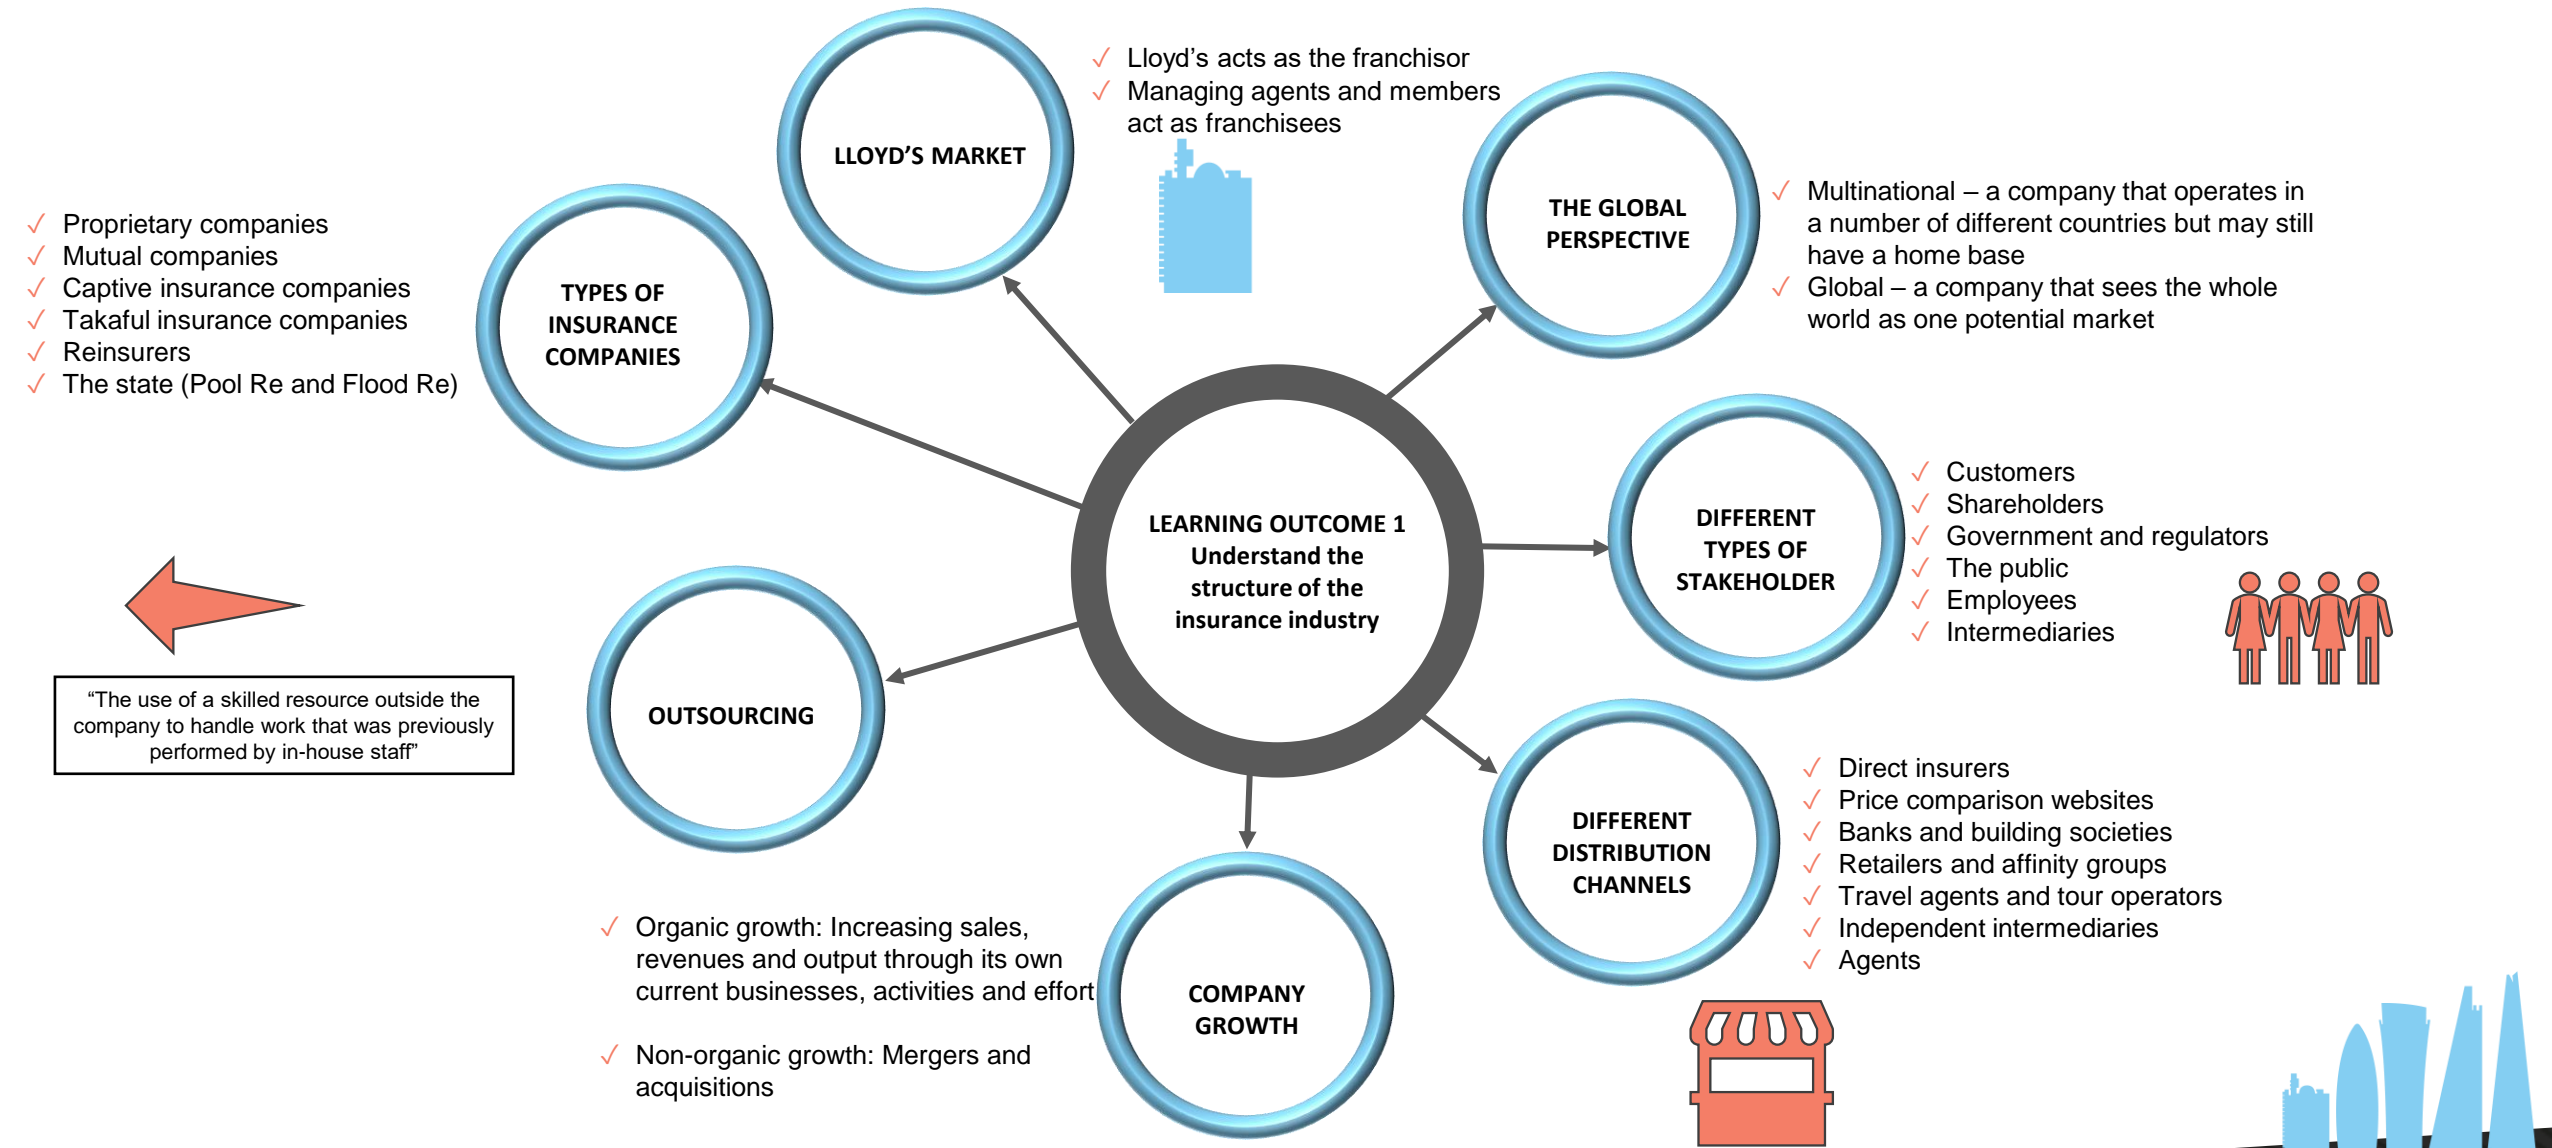 LLOYD'S MARKET
✓ Lloyd's acts as the franchisor
✓ Managing agents and members
act as franchisees
THE GLOBAL
PERSPECTIVE
✓ Multinational – a company that operates in
a number of different countries but may still
have a home base
✓ Global – a company that sees the whole
world as one potential market
✓ Proprietary companies
✓ Mutual companies
✓ Captive insurance companies
✓ Takaful insurance companies
✓ Reinsurers
✓ The state (Pool Re and Flood Re)
TYPES OF
INSURANCE
COMPANIES
LEARNING OUTCOME 1
Understand the
structure of the
insurance industry
DIFFERENT
TYPES OF
STAKEHOLDER
✓ Customers
✓ Shareholders
✓ Government and regulators
✓ The public
✓ Employees
✓ Intermediaries
“The use of a skilled resource outside the
company to handle work that was previously
performed by in-house staff”
OUTSOURCING
DIFFERENT
DISTRIBUTION
CHANNELS
✓ Direct insurers
✓ Price comparison websites
✓ Banks and building societies
✓ Retailers and affinity groups
✓ Travel agents and tour operators
✓ Independent intermediaries
✓ Agents
✓ Organic growth: Increasing sales,
revenues and output through its own
current businesses, activities and effort
✓ Non-organic growth: Mergers and
acquisitions
COMPANY
GROWTH